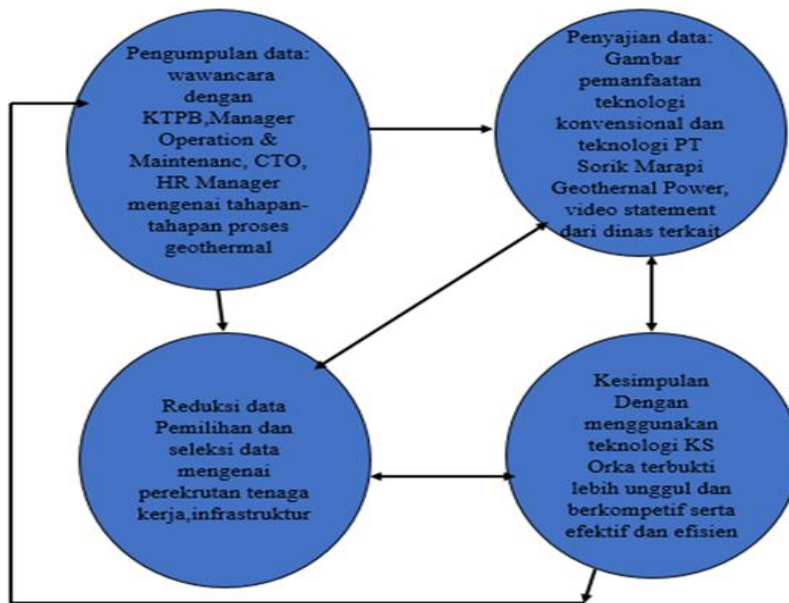 Pengumpulan data:
wawancara
dengan
KTPB,Manager
Operation &
Maintenanc, CTO,
HR Manager
mengenai tahapan-
tahapan proses
geothermal
Penyajian data:
Gambar
pemanfaatan
teknologi
konvensional dan
teknologi PT
Sorik Marapi
Geothernal Power,
video statement
dari dinas terkait
Reduksi data
Pemilihan dan
seleksi data
mengenai
perekrutan tenaga
kerja,infrastruktur
Kesimpulan
Dengan
menggunakan
teknologi KS
Orka terbukti
lebih unggul dan
berkompetif serta
efektif dan efisien